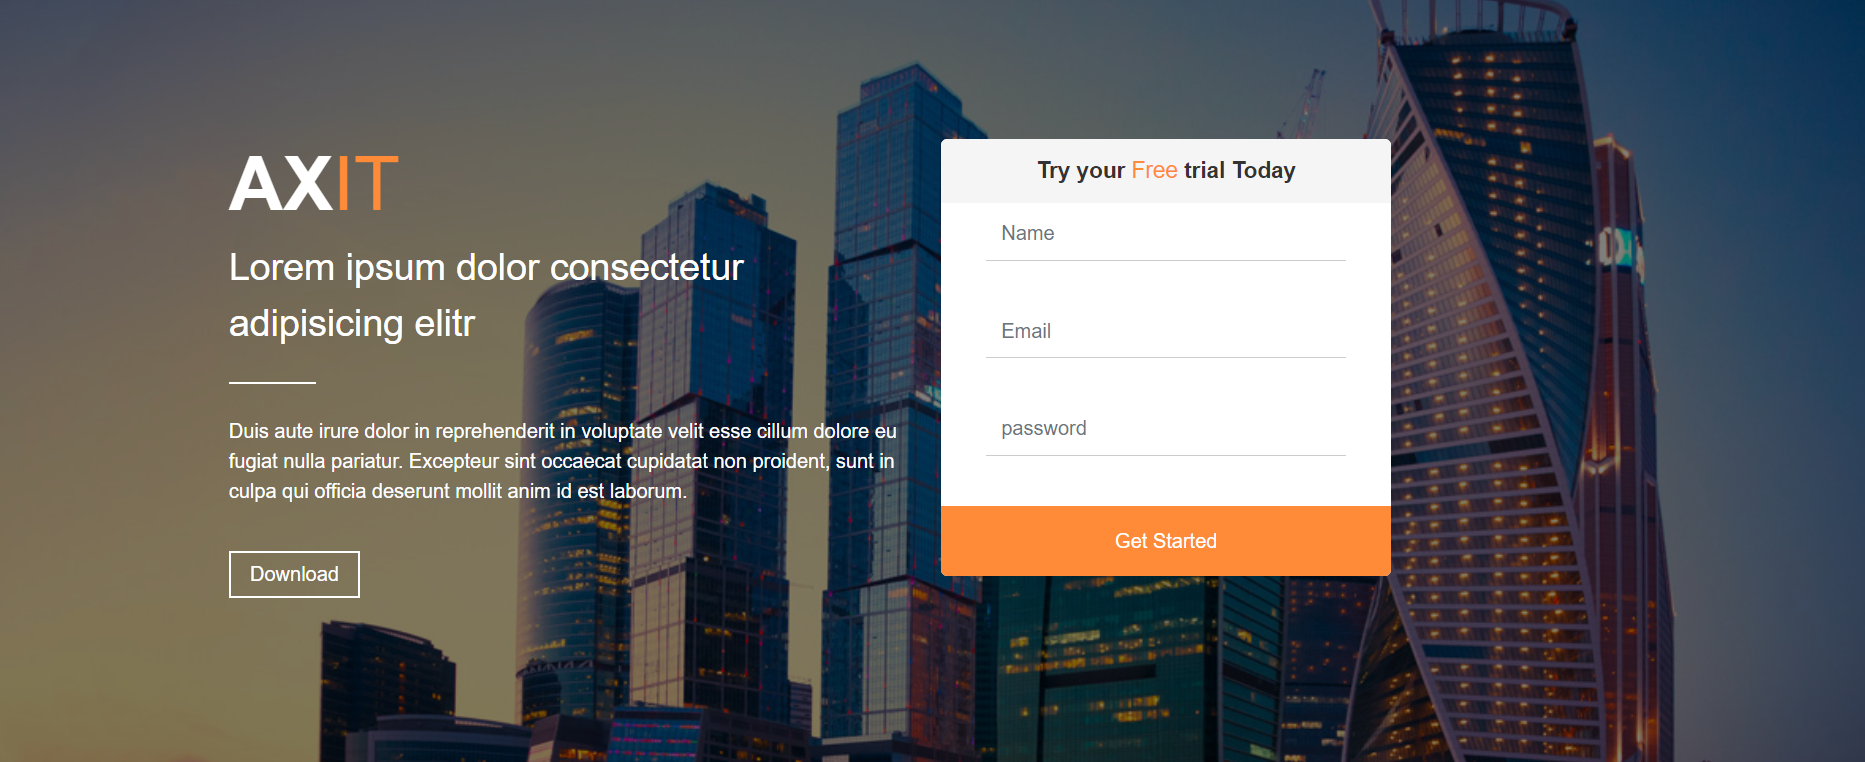 AXIT
Lorem ipsum dolor consectetur
adipisicing elitr
Duis aute irure dolor in reprehenderit in voluptate velit esse cillum dolore eu
fugiat nulla pariatur. Excepteur sint occaecat cupidatat non proident, sunt in
culpa qui officia deserunt mollit anim id est laborum.
Download
Try your Free trial Today
Name
Email
password
Get Started